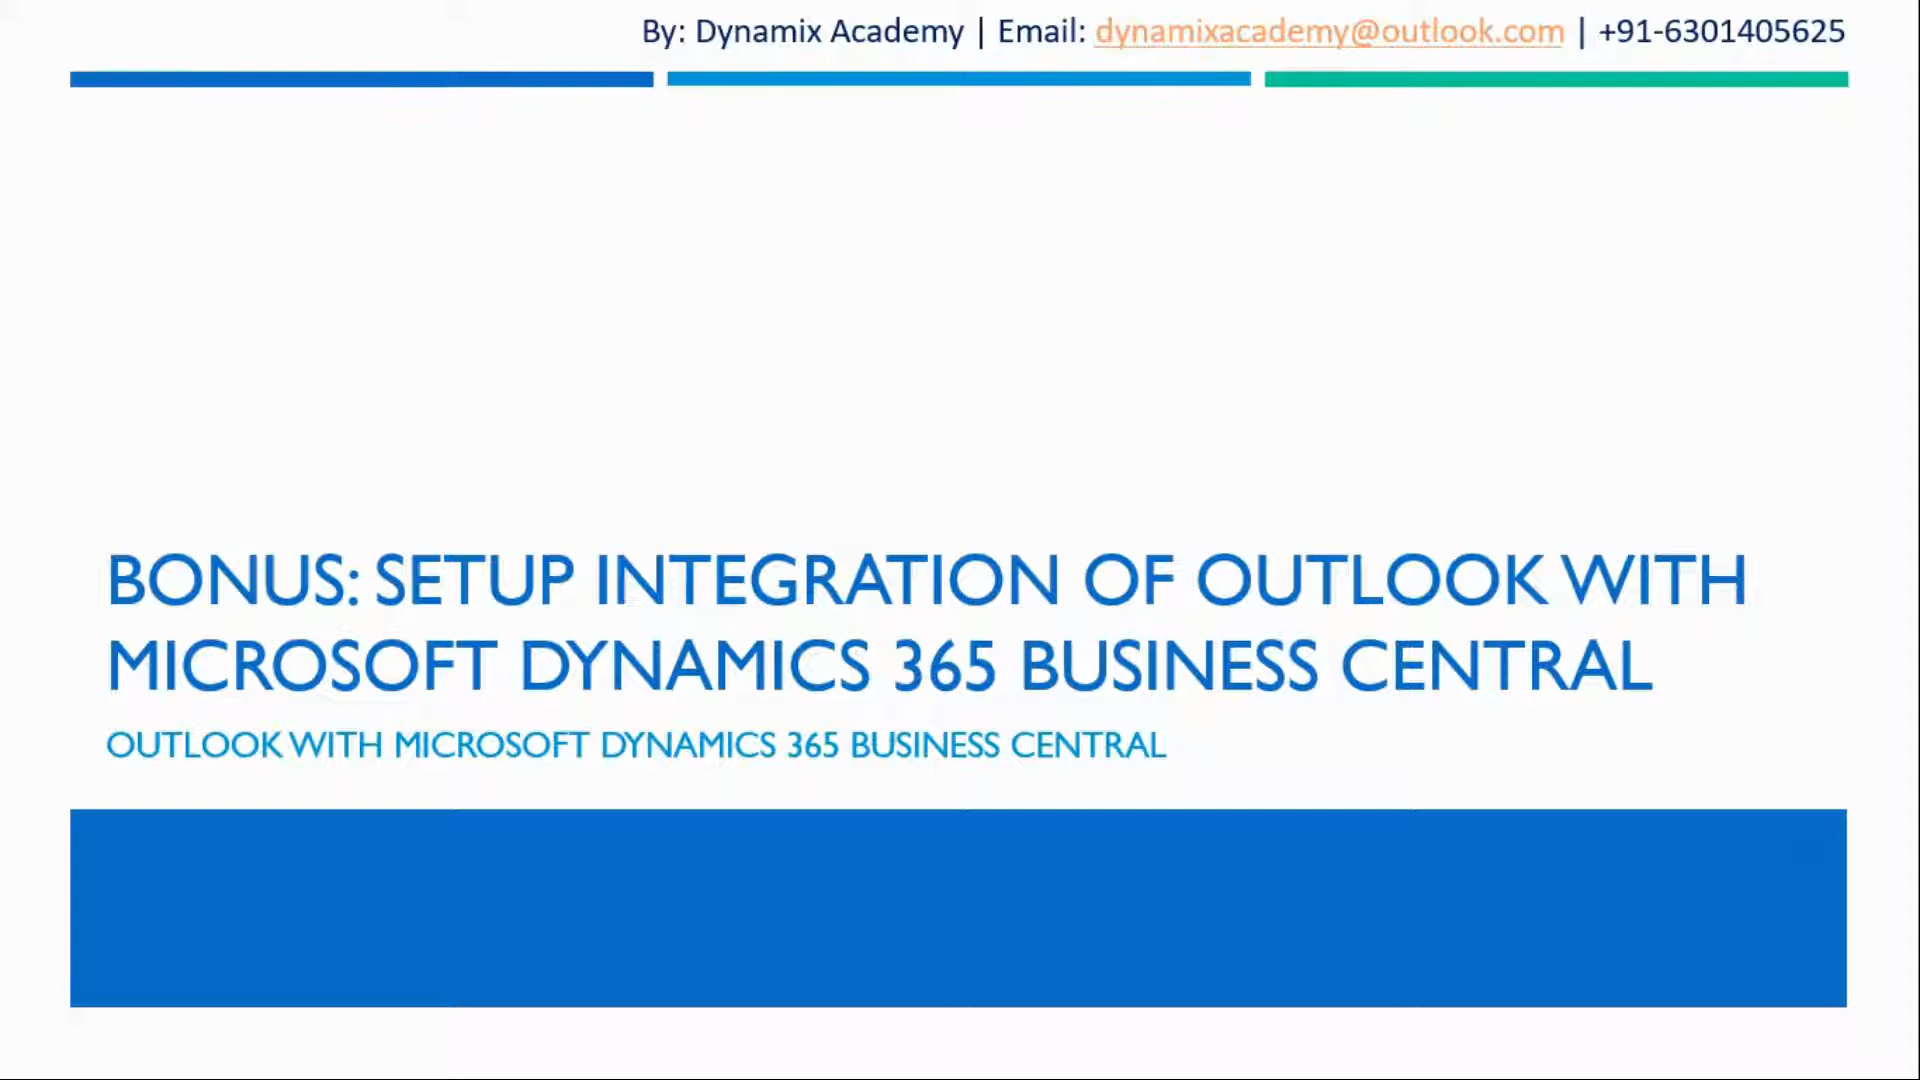 By: Dynamix Academy | Email: dynamixacademy@outlook.com | +91-6301405625
BONUS: SETUP INTEGRATION OF OUTLOOK WITH
MICROSOFT DYNAMICS 365 BUSINESS CENTRAL
OUTLOOK WITH MICROSOFT DYNAMICS 365 BUSINESS CENTRAL